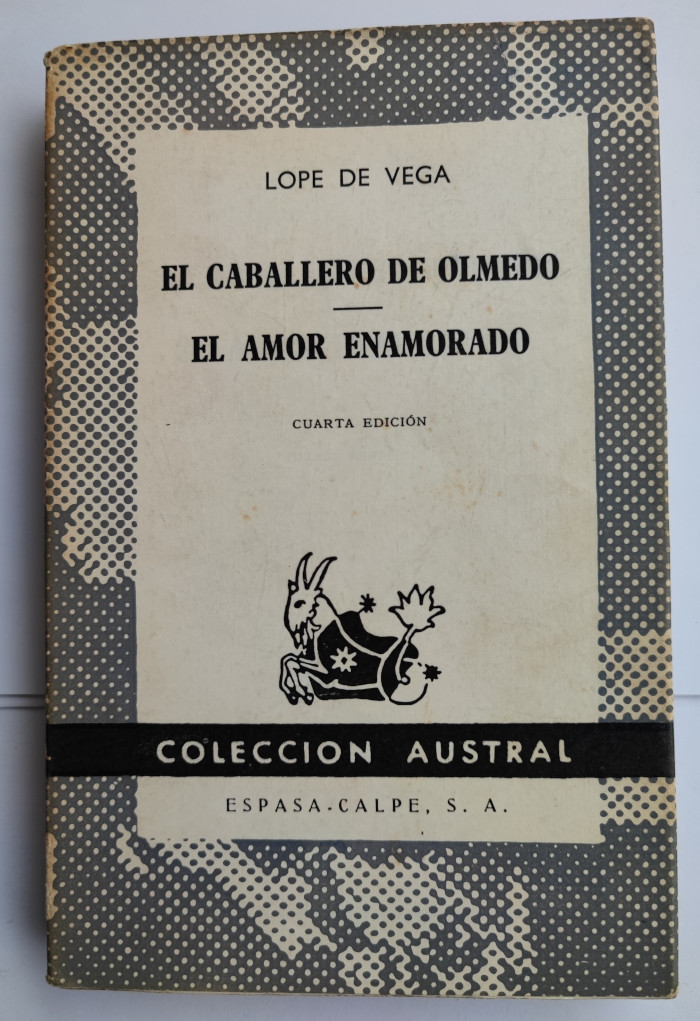 LOPE DE VEGA
EL CABALLERO DE OLMEDO
EL AMOR ENAMORADO
CUARTA EDICIÓN
COLECCION AUSTRAL
ESPASA-CALPE, S. A.